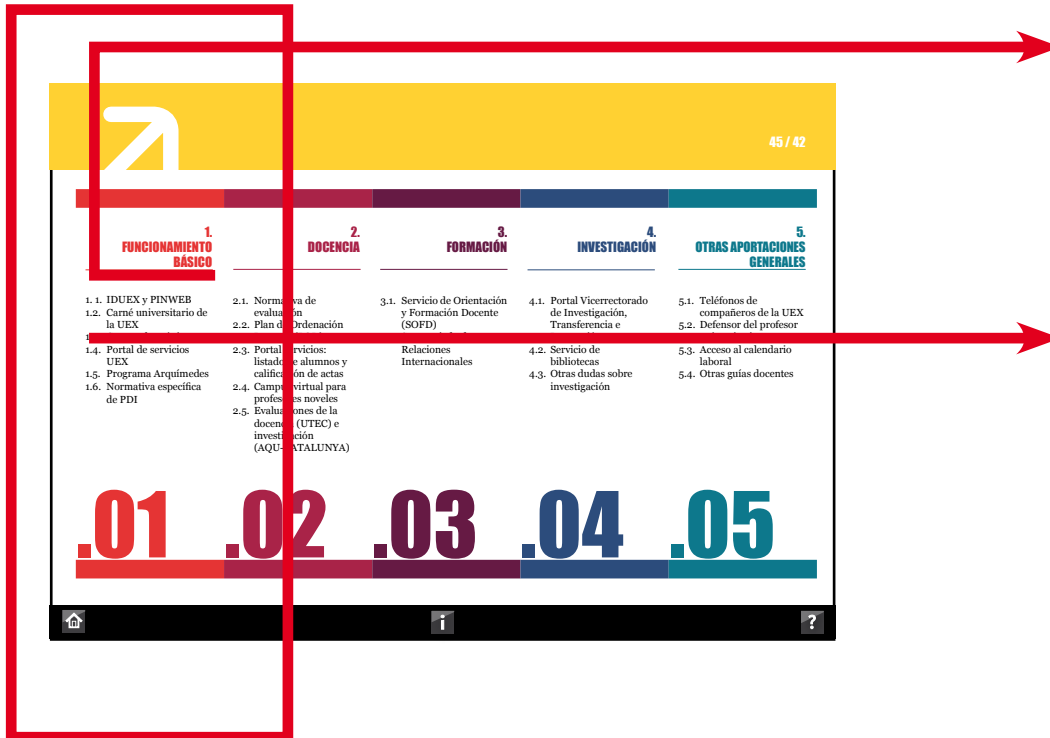 45 / 42
1.
FUNCIONAMIENTO
BÁSICO
1. 1. IDUEX y PINWEB
1.2. Carné universitario de
la UEX
1.4. Portal de servicios
UEX
1.5. Programa Arquímedes
1.6. Normativa específica
de PDI
2.
DOCENCIA
2.1. Normativa de
evaluación
2.2. Plan de Ordenación
2.3. Portal servicios:
listado de alumnos y
calificación de actas
2.4. Campus virtual para
profesores noveles
2.5. Evaluaciones de la
docencia (UTEC) e
investigación
(AQU-CATALUNYA)
3.
FORMACIÓN
3.1. Servicio de Orientación
y Formación Docente
(SOFD)
Relaciones
Internacionales
4.
INVESTIGACIÓN
4.1. Portal Vicerrectorado
de Investigación,
Transferencia e
4.2. Servicio de
bibliotecas
4.3. Otras dudas sobre
investigación
5.
OTRAS APORTACIONES
GENERALES
5.1. Teléfonos de
compañeros de la UEX
5.2. Defensor del profesor
5.3. Acceso al calendario
laboral
5.4. Otras guías docentes
.01
.02
.03
.04
.05
i
?